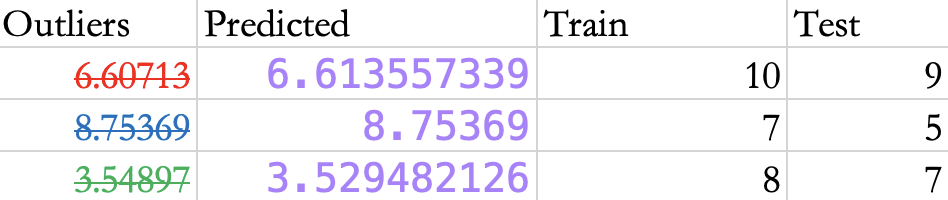 Outliers Predicted Train Test
6.60713 6.613557339 10 9
8.75369 8.75369 7 5
3.54897 3.529482126 8 7